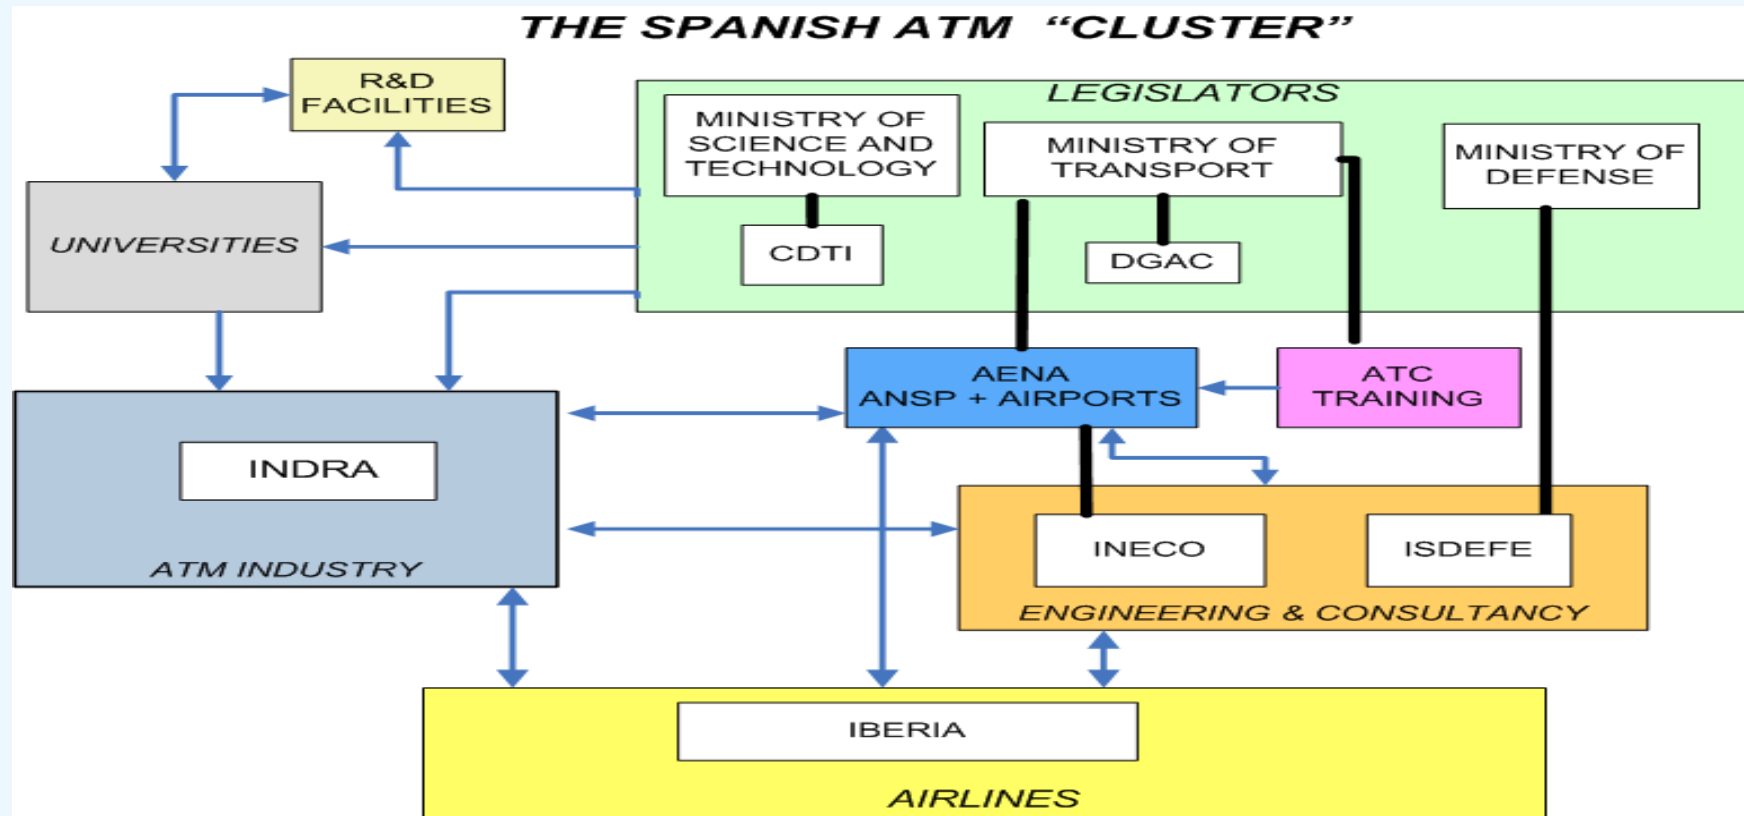 THE SPANISH ATM “CLUSTER”
R&D
FACILITIES
LEGISLATORS
MINISTRY OF
SCIENCE AND
TECHNOLOGY
MINISTRY OF
TRANSPORT
MINISTRY OF
DEFENSE
UNIVERSITIES
CDTI
DGAC
AENA
ANSP + AIRPORTS
ATC
TRAINING
INDRA
ATM INDUSTRY
INECO
ISDEFE
ENGINEERING & CONSULTANCY
IBERIA
AIRLINES